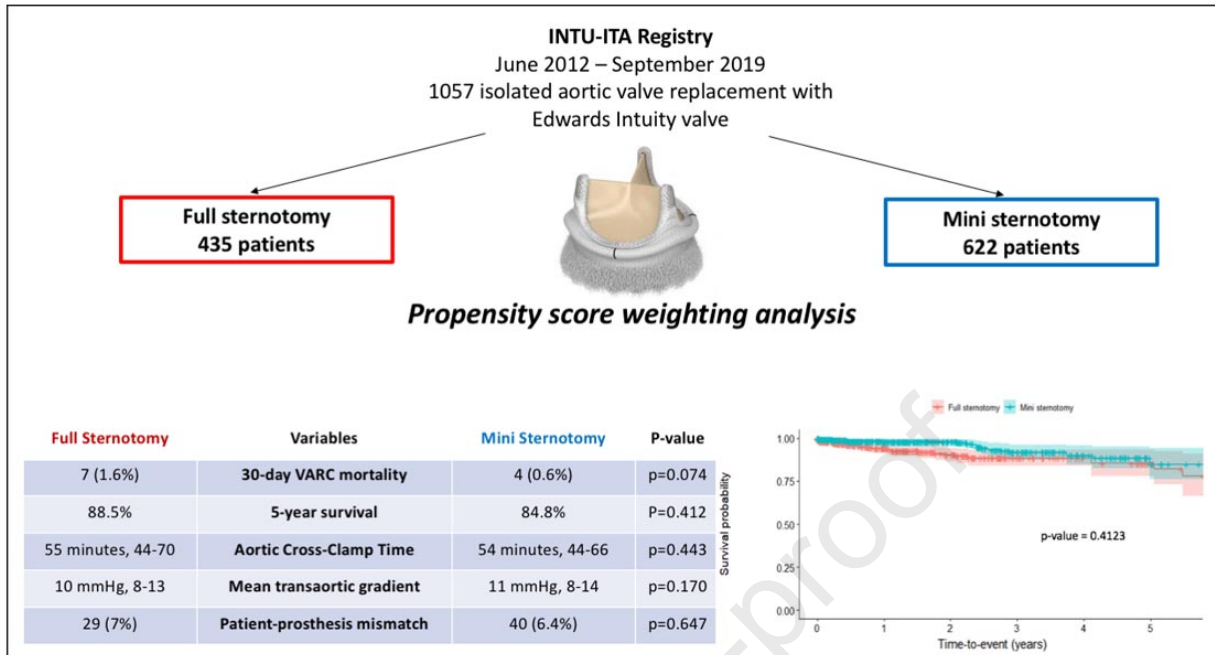 INTU-ITA Registry
June 2012 – September 2019
1057 isolated aortic valve replacement with
Edwards Intuity valve
Full sternotomy
435 patients
Mini sternotomy
622 patients
Propensity score weighting analysis
Full Sternotomy Variables Mini Sternotomy P-value
7 (1.6%) 30-day VARC mortality 4 (0.6%) p=0.074
88.5% 5-year survival 84.8% P=0.412
55 minutes, 44-70 Aortic Cross-Clamp Time 54 minutes, 44-66 p=0.443
10 mmHg, 8-13 Mean transaortic gradient 11 mmHg, 8-14 p=0.170
29 (7%) Patient-prosthesis mismatch 40 (6.4%) p=0.647
Full sternotomy Mini sternotomy
Survival probability
1.00
0.75
0.50
0.25
0.00
p-value = 0.4123
0 1 2 3 4 5
Time-to-event (years)
-proof